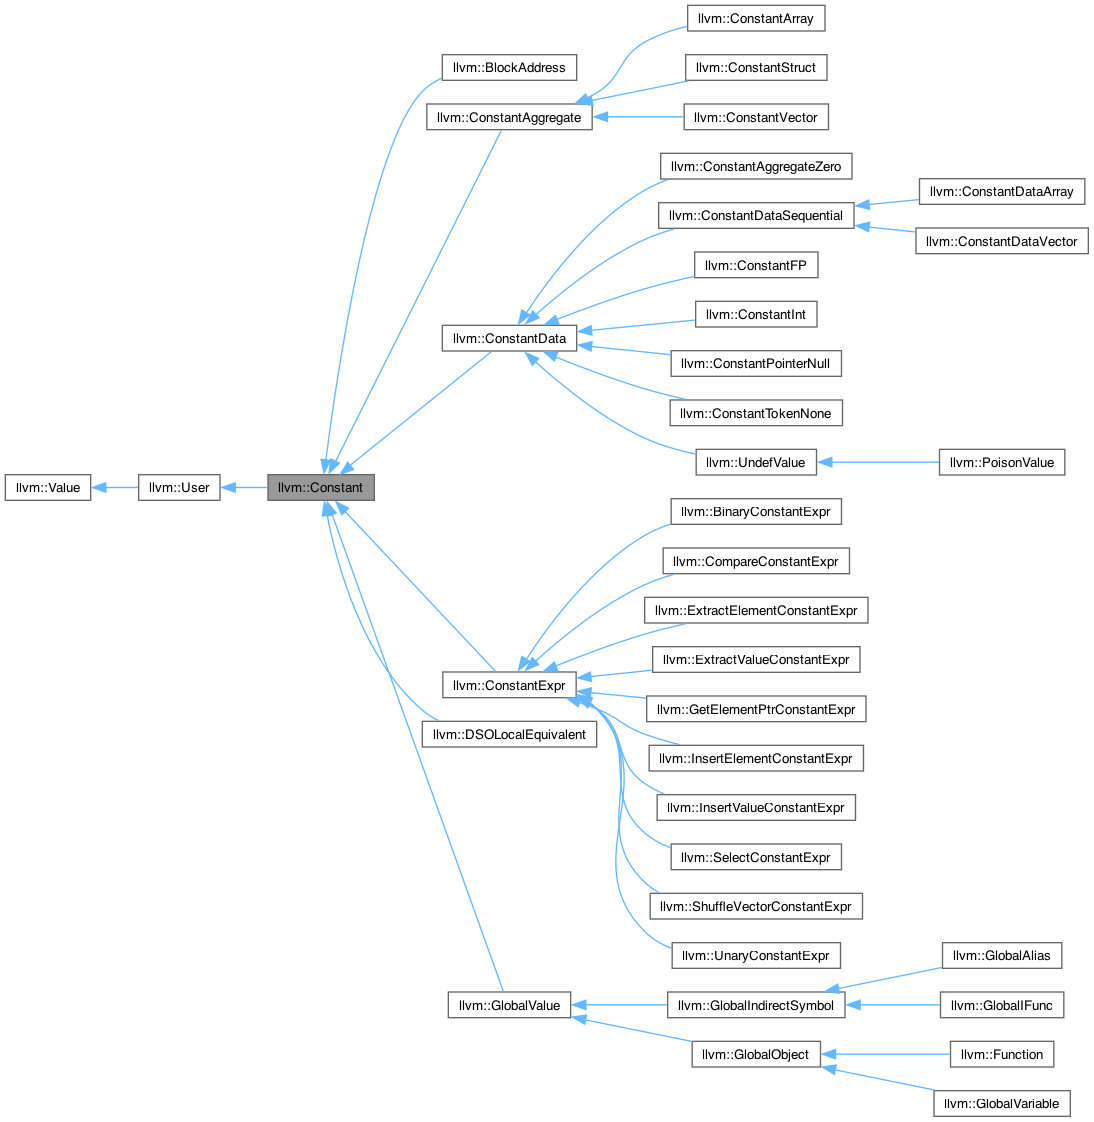 llvm::ConstantArray
llvm::BlockAddress
llvm::ConstantStruct
llvm::ConstantAggregate
llvm::ConstantVector
llvm::ConstantAggregateZero
llvm::ConstantDataArray
llvm::ConstantDataSequential
llvm::ConstantDataVector
llvm::ConstantFP
llvm::ConstantInt
llvm::ConstantData
llvm::ConstantPointerNull
llvm::ConstantTokenNone
llvm::UndefValue
llvm::PoisonValue
llvm::Value
llvm::User
llvm::Constant
llvm::BinaryConstantExpr
llvm::CompareConstantExpr
llvm::ExtractElementConstantExpr
llvm::ExtractValueConstantExpr
llvm::ConstantExpr
llvm::GetElementPtrConstantExpr
llvm::DSOLocalEquivalent
llvm::InsertElementConstantExpr
llvm::InsertValueConstantExpr
llvm::SelectConstantExpr
llvm::ShuffleVectorConstantExpr
llvm::UnaryConstantExpr
llvm::GlobalAlias
llvm::GlobalValue
llvm::GlobalIndirectSymbol
llvm::GlobalIFunc
llvm::GlobalObject
llvm::Function
llvm::GlobalVariable